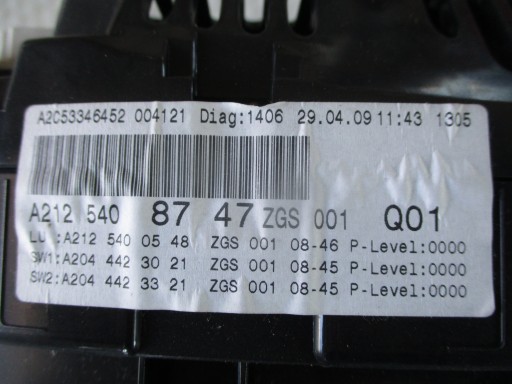 A2C53346452 004121 Diag:1406 29.04.09 11:43 1305
A212 540 87 47 ZGS 001 Q01
LU :A212 540 05 48 ZGS 001 08-46 P-Level:0000
SW1:A204 442 30 21 ZGS 001 08-45 P-Level:0000
SW2:A204 442 33 21 ZGS 001 08-45 P-Level:0000